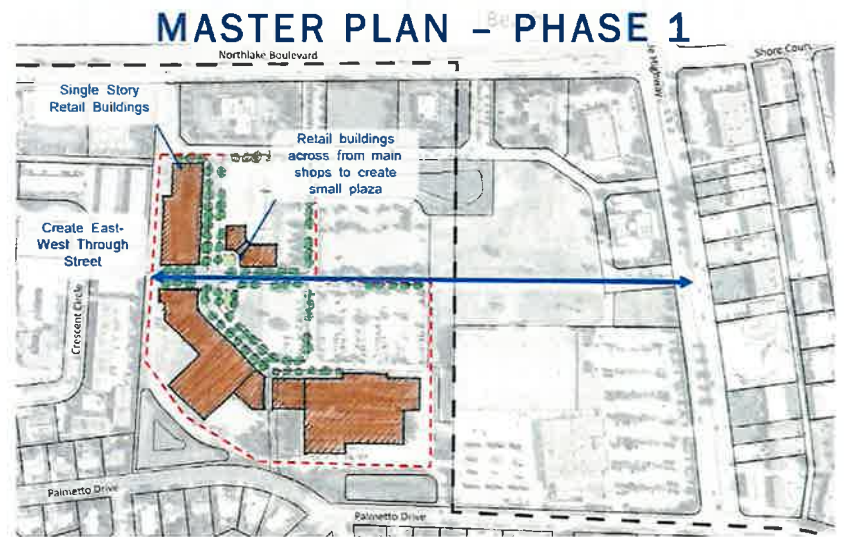 MASTER PLAN – PHASE 1
Northlake Boulevard
Shore Court
Single Story
Retail Buildings
Retail buildings
across from main
shops to create
small plaza
Create East-
West Through
Street
Crescent Circle
Highway
Palmetto Drive
Palmetto Drive